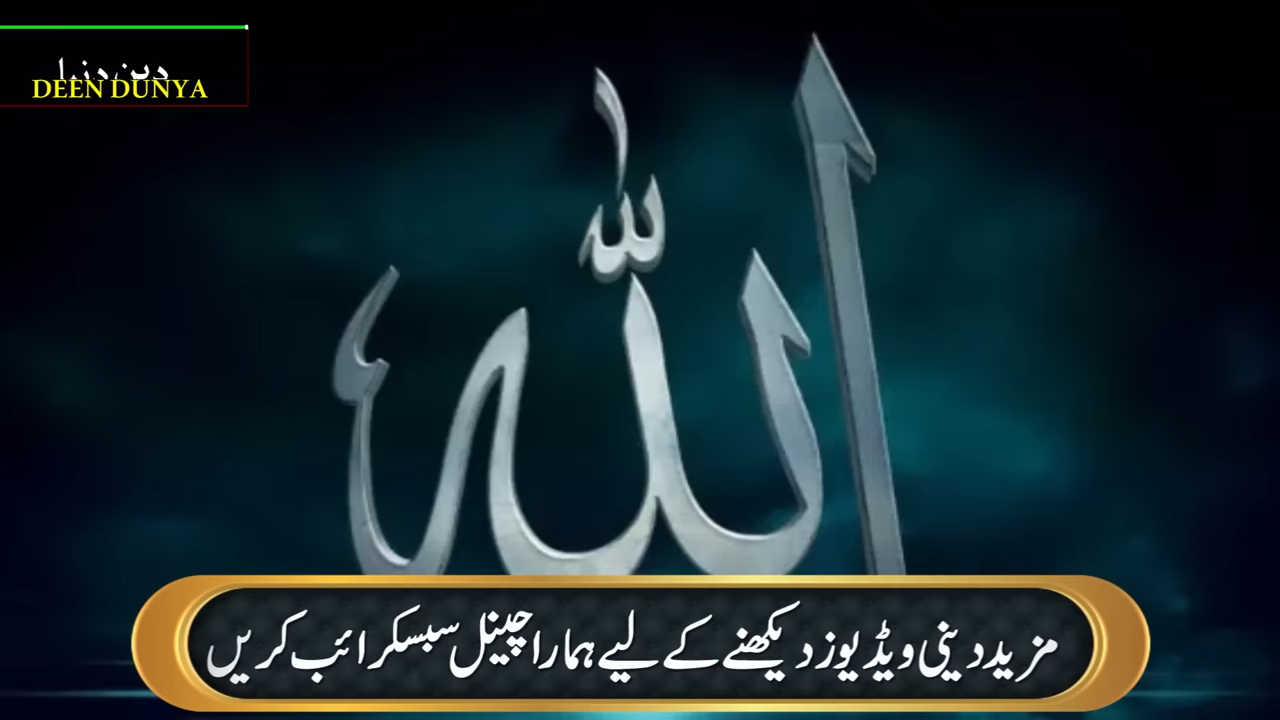 دین دنیا
DEEN DUNYA
الله
مزید دینی ویڈیوز دیکھنے کے لیے ہمارا چینل سبسکرائب کریں